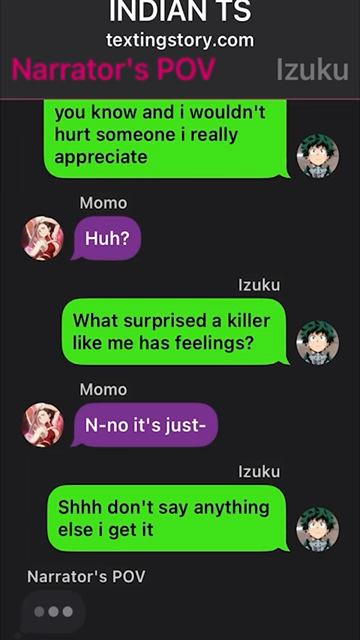 INDIAN TS
textingstory.com
Narrator's POV
Izuku
you know and i wouldn't
hurt someone i really
appreciate
Momo
Huh?
Izuku
What surprised a killer
like me has feelings?
Momo
N-no it's just-
Izuku
Shhh don't say anything
else i get it
Narrator's POV